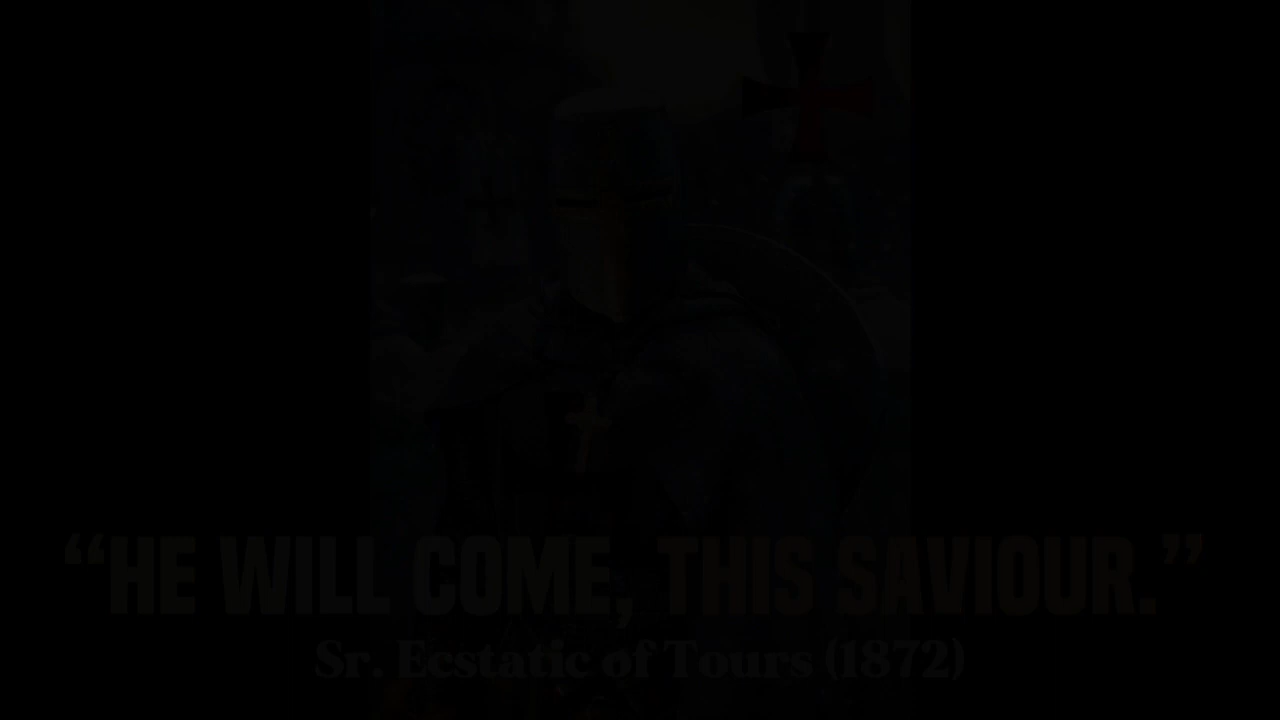 “HE WILL COME, THIS SAVIOUR.”
Sr. Ecstatic of Tours (1872)